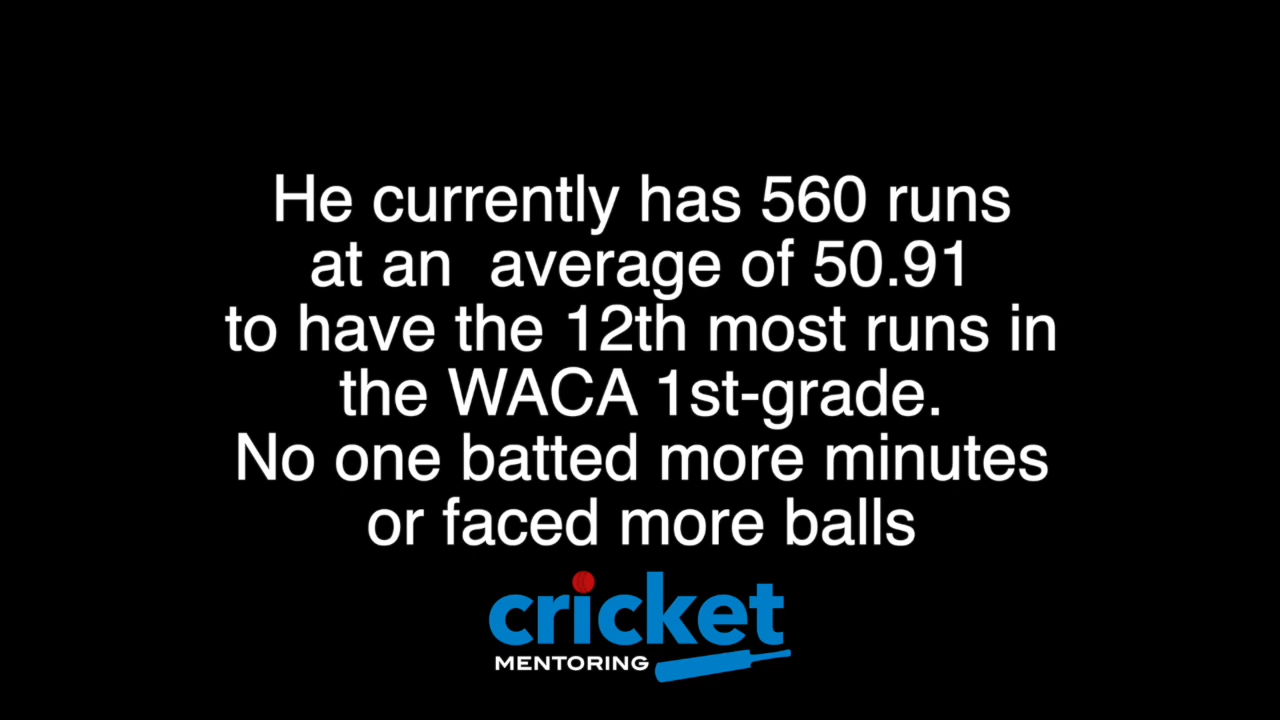 He currently has 560 runs
at an  average of 50.91
to have the 12th most runs in
the WACA 1st-grade.
No one batted more minutes
or faced more balls
cricket
MENTORING